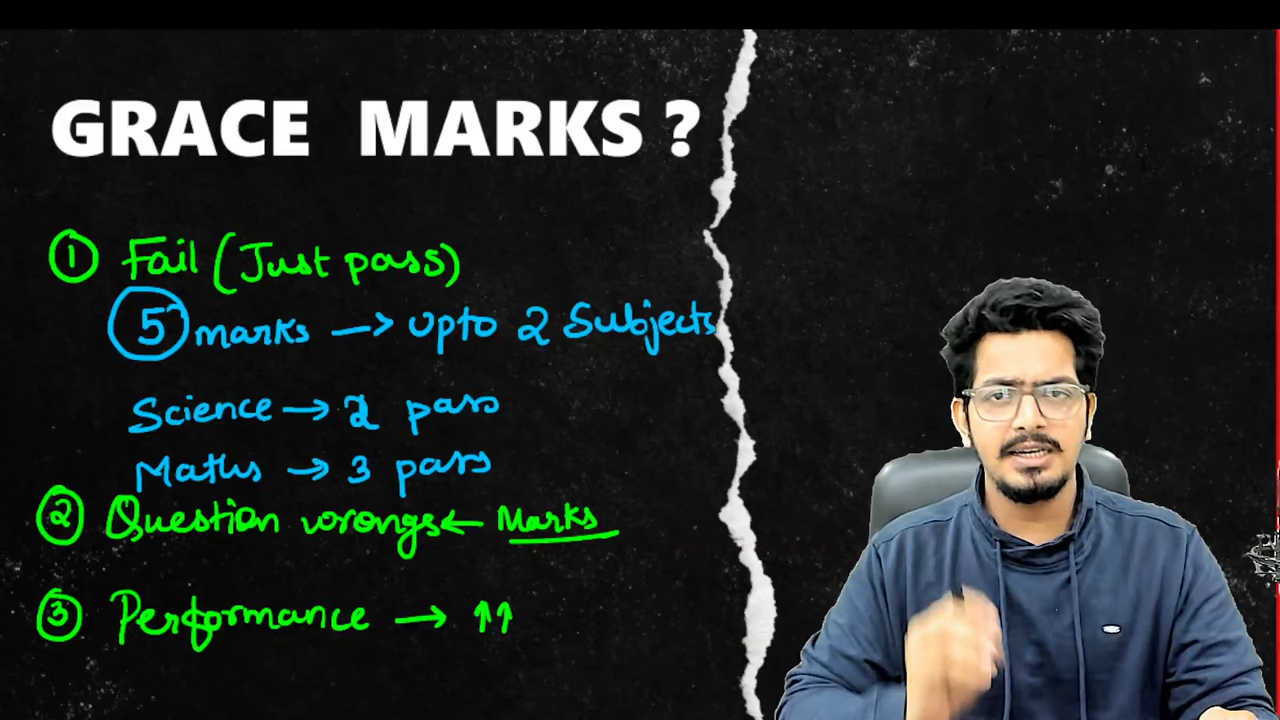 GRACE MARKS ?
① Fail (Just pass)
5 marks → upto 2 Subjects
Science → 2 pass
Maths → 3 pass
② Question wrongs ← Marks
③ Performance → ↑↑